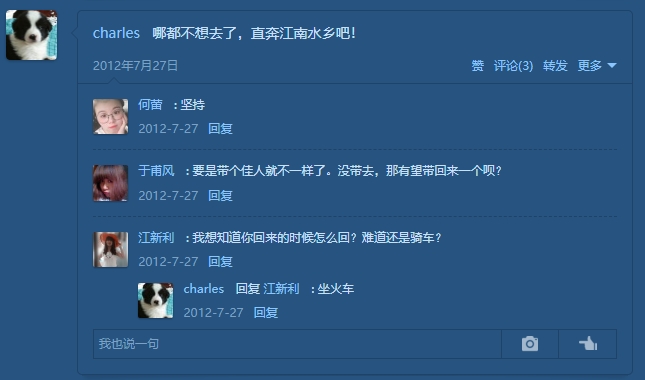 charles 哪都不想去了，直奔江南水乡吧！
2012年7月27日 赞 评论(3) 转发 更多
何苗 ：坚持
2012-7-27 回复
于甫风 ：要是带个佳人就不一样了。没带去，那有望带回来一个呗？
2012-7-27 回复
江新利 ：我想知道你回来的时候怎么回？难道还是骑车？
2012-7-27 回复
charles 回复 江新利 ：坐火车
2012-7-27 回复
我也说一句